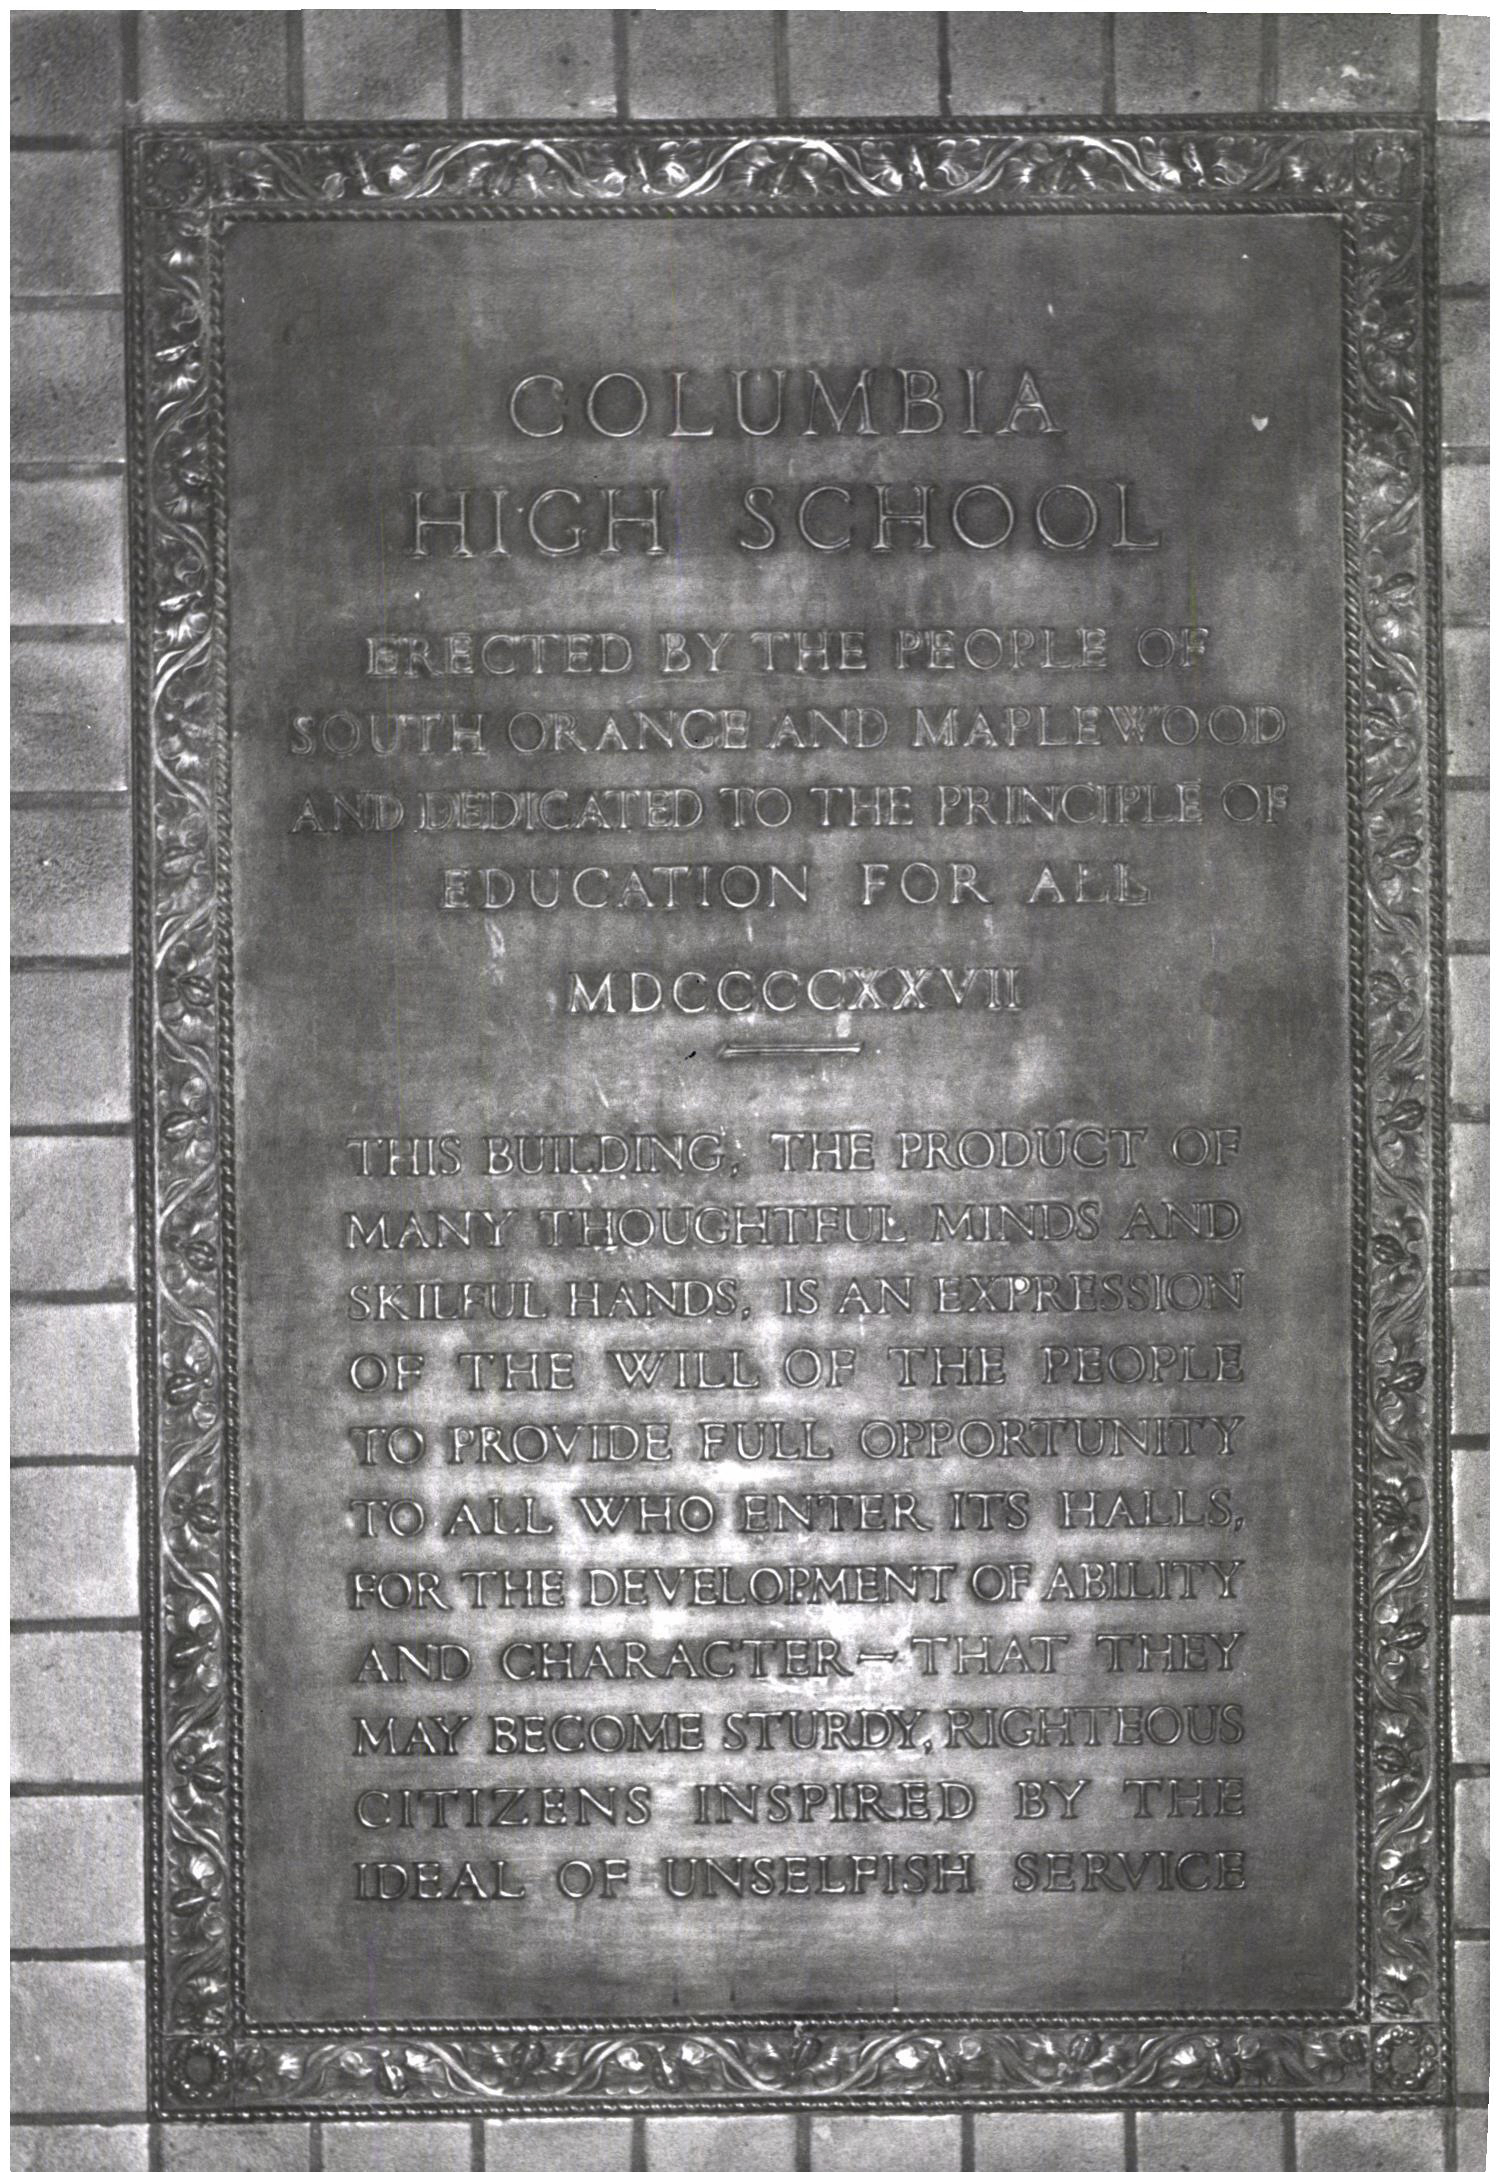 COLUMBIA
HIGH SCHOOL
ERECTED BY THE PEOPLE OF
SOUTH ORANGE AND MAPLEWOOD
AND DEDICATED TO THE PRINCIPLE OF
EDUCATION FOR ALL
MDCCCCXXVII
THIS BUILDING, THE PRODUCT OF
MANY THOUGHTFUL MINDS AND
SKILFUL HANDS, IS AN EXPRESSION
OF THE WILL OF THE PEOPLE
TO PROVIDE FULL OPPORTUNITY
TO ALL WHO ENTER ITS HALLS,
FOR THE DEVELOPMENT OF ABILITY
AND CHARACTER — THAT THEY
MAY BECOME STURDY, RIGHTEOUS
CITIZENS INSPIRED BY THE
IDEAL OF UNSELFISH SERVICE